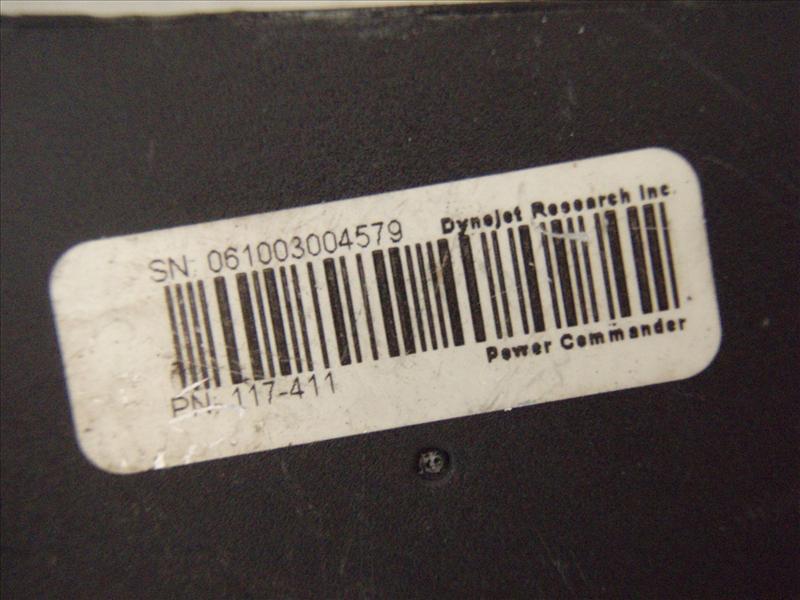 SN: 061003004579
Dynojet Research Inc.
PN: 117-411
Power Commander